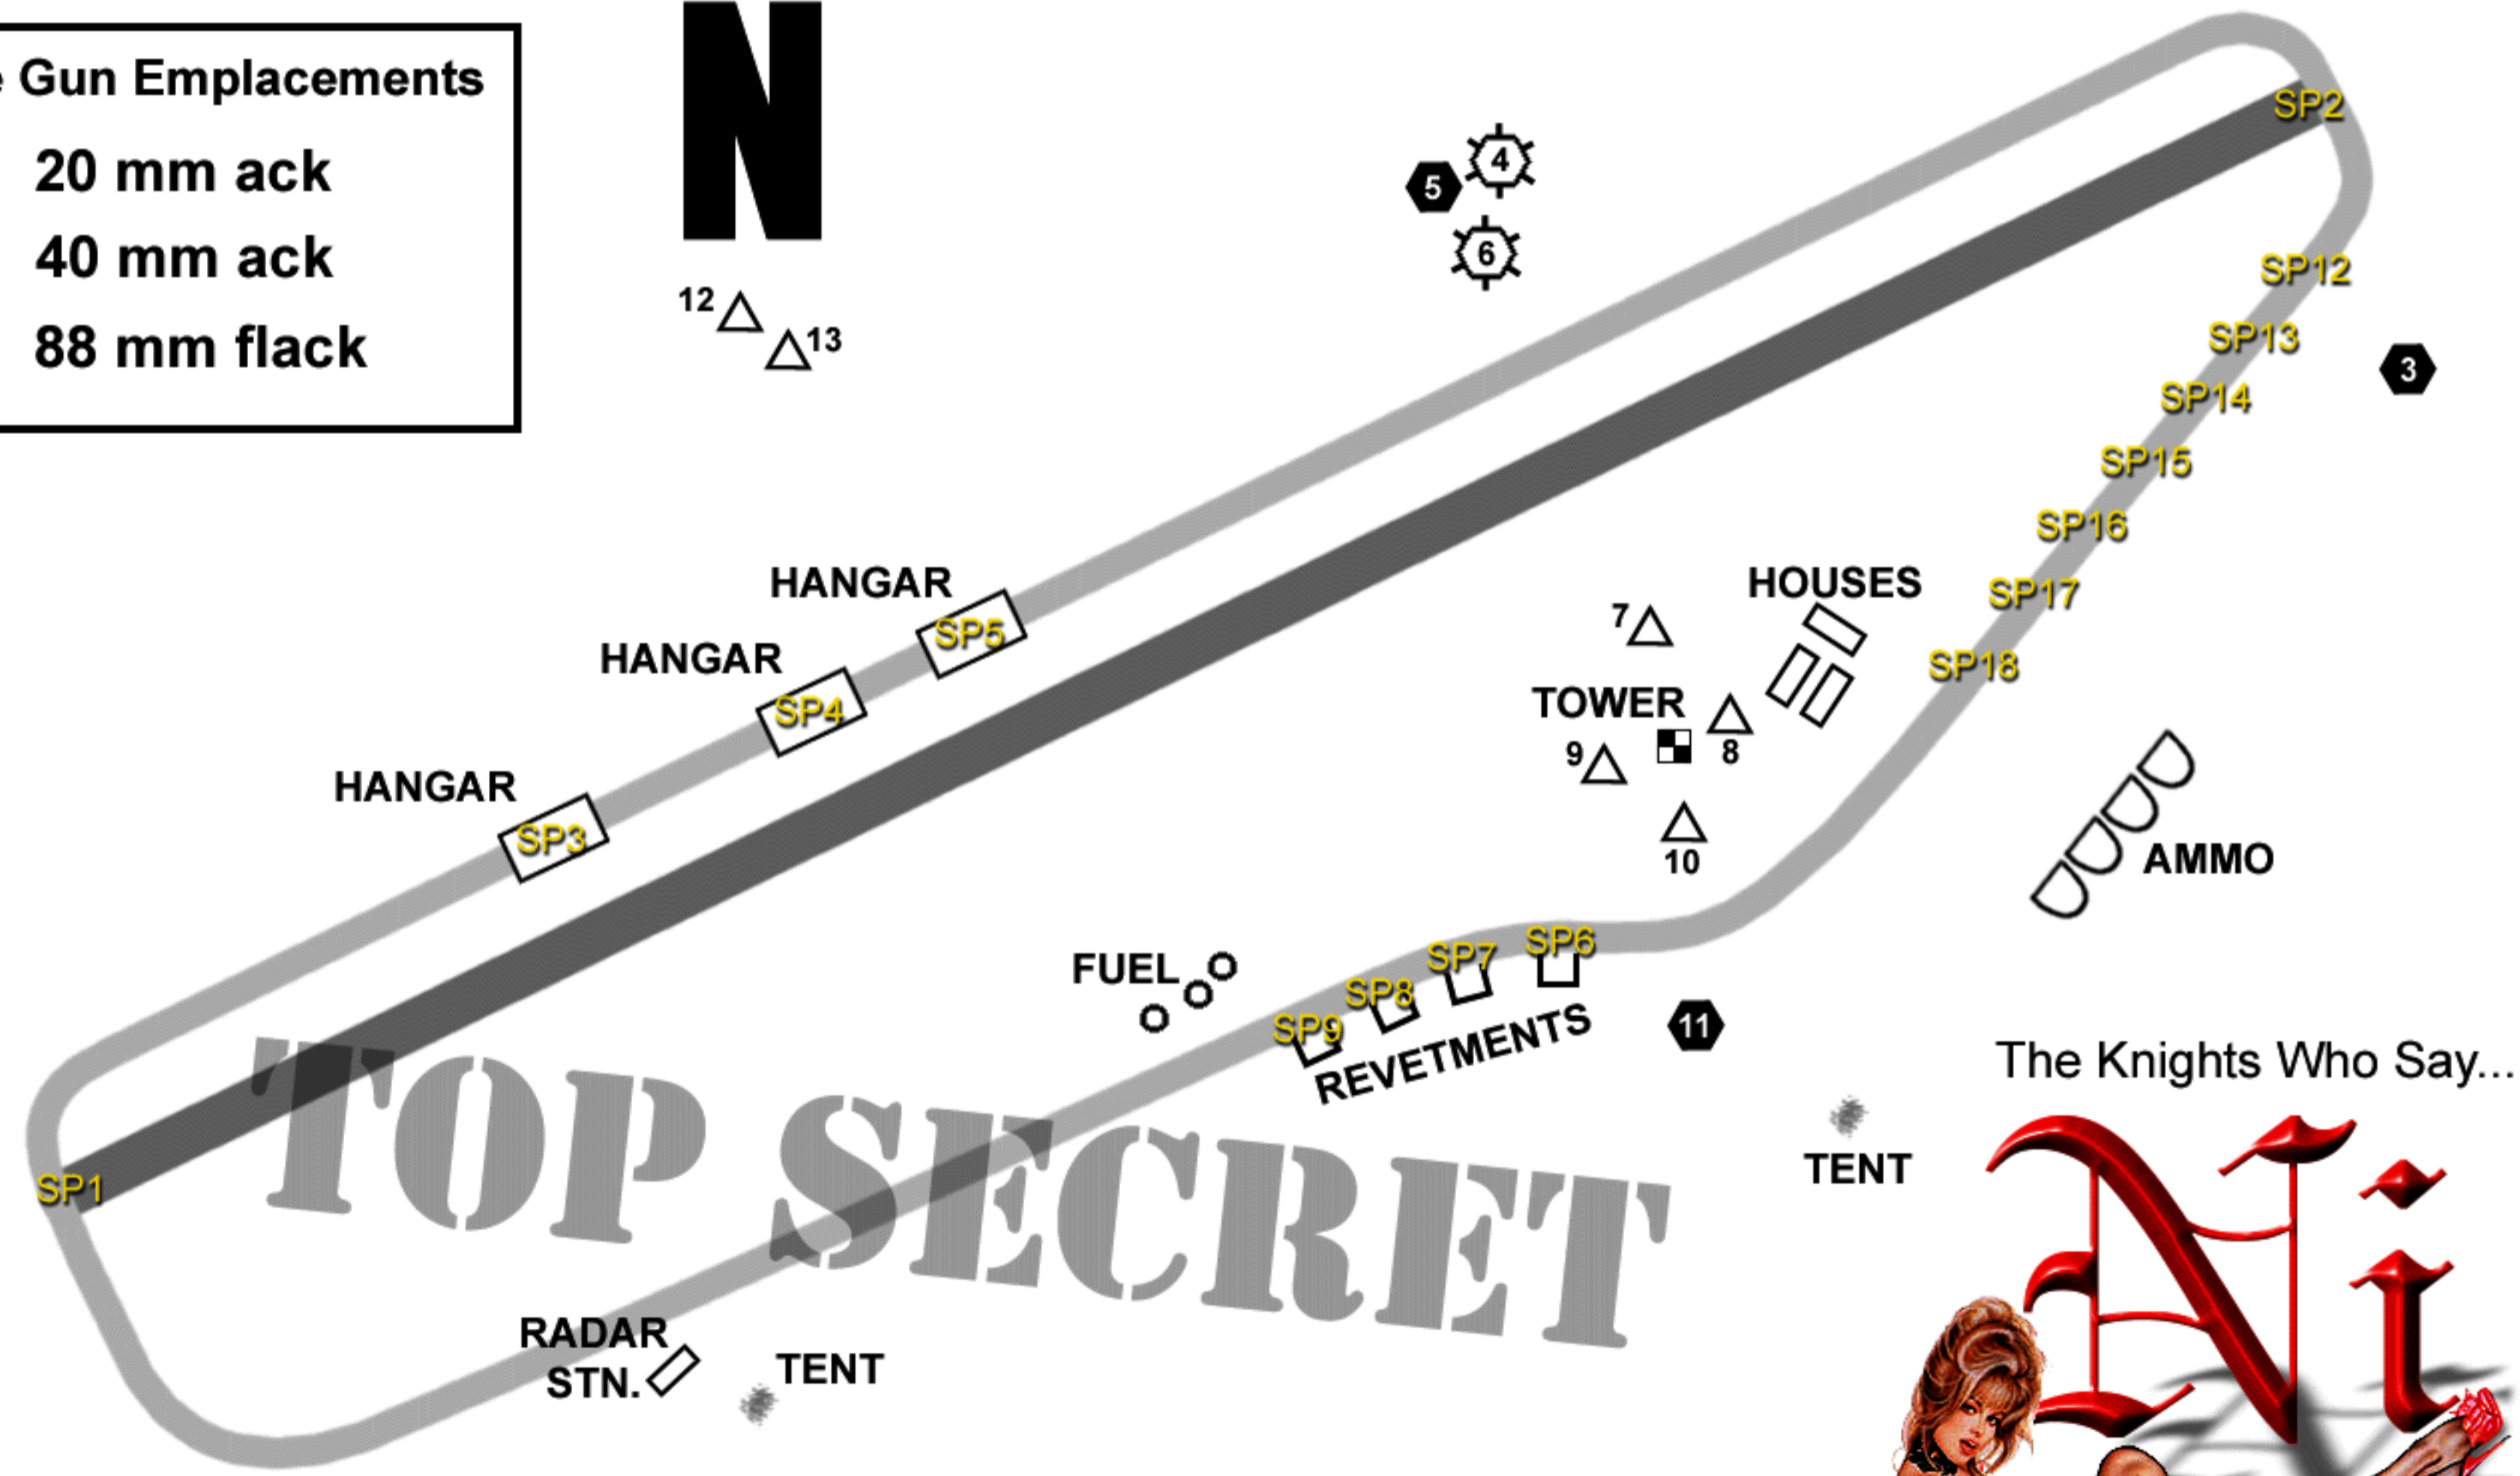 Gun Emplacements
20 mm ack
40 mm ack
88 mm flack
N
12
13
5
4
6
SP2
SP12
SP13
3
SP14
SP15
SP16
SP17
SP18
HANGAR
SP5
HANGAR
SP4
HANGAR
SP3
HOUSES
7
TOWER
8
9
10
AMMO
FUEL
SP6
SP7
SP8
SP9
REVETMENTS
11
SP1
TOP SECRET
TENT
RADAR
STN.
TENT
The Knights Who Say...
Ni